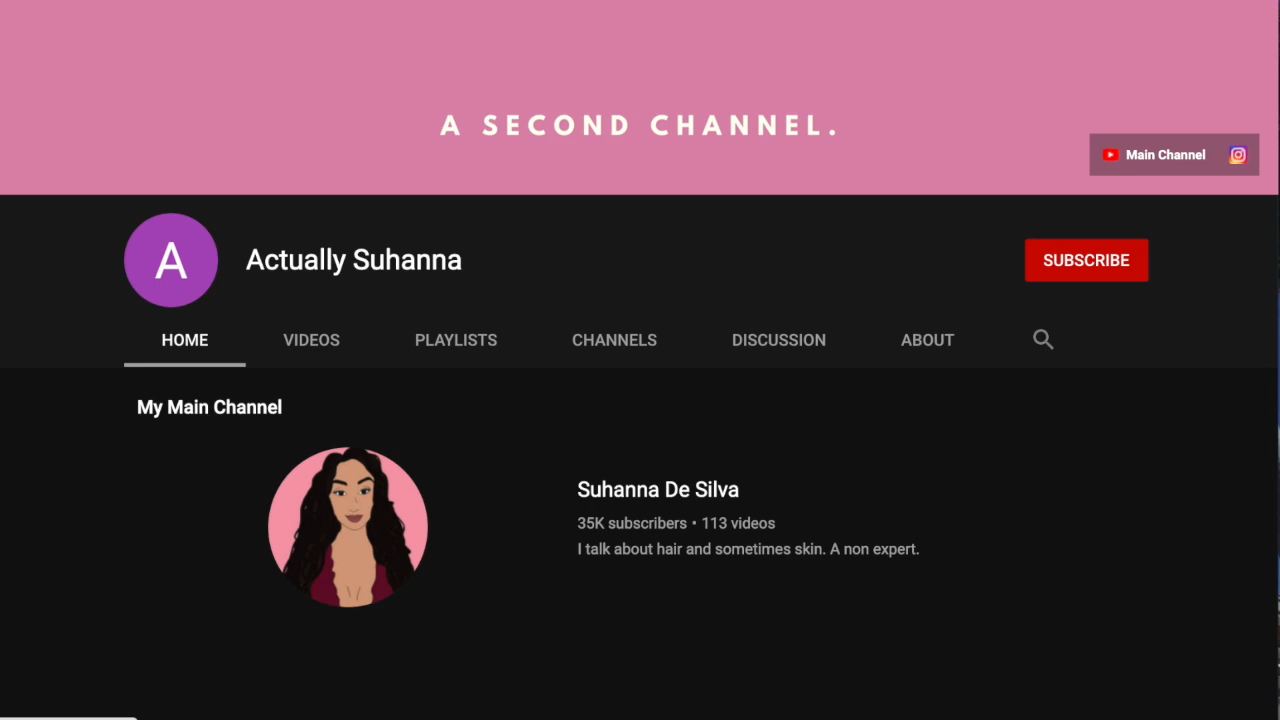 A SECOND CHANNEL.
Main Channel
A
Actually Suhanna
SUBSCRIBE
HOME VIDEOS PLAYLISTS CHANNELS DISCUSSION ABOUT
My Main Channel
Suhanna De Silva
35K subscribers • 113 videos
I talk about hair and sometimes skin. A non expert.